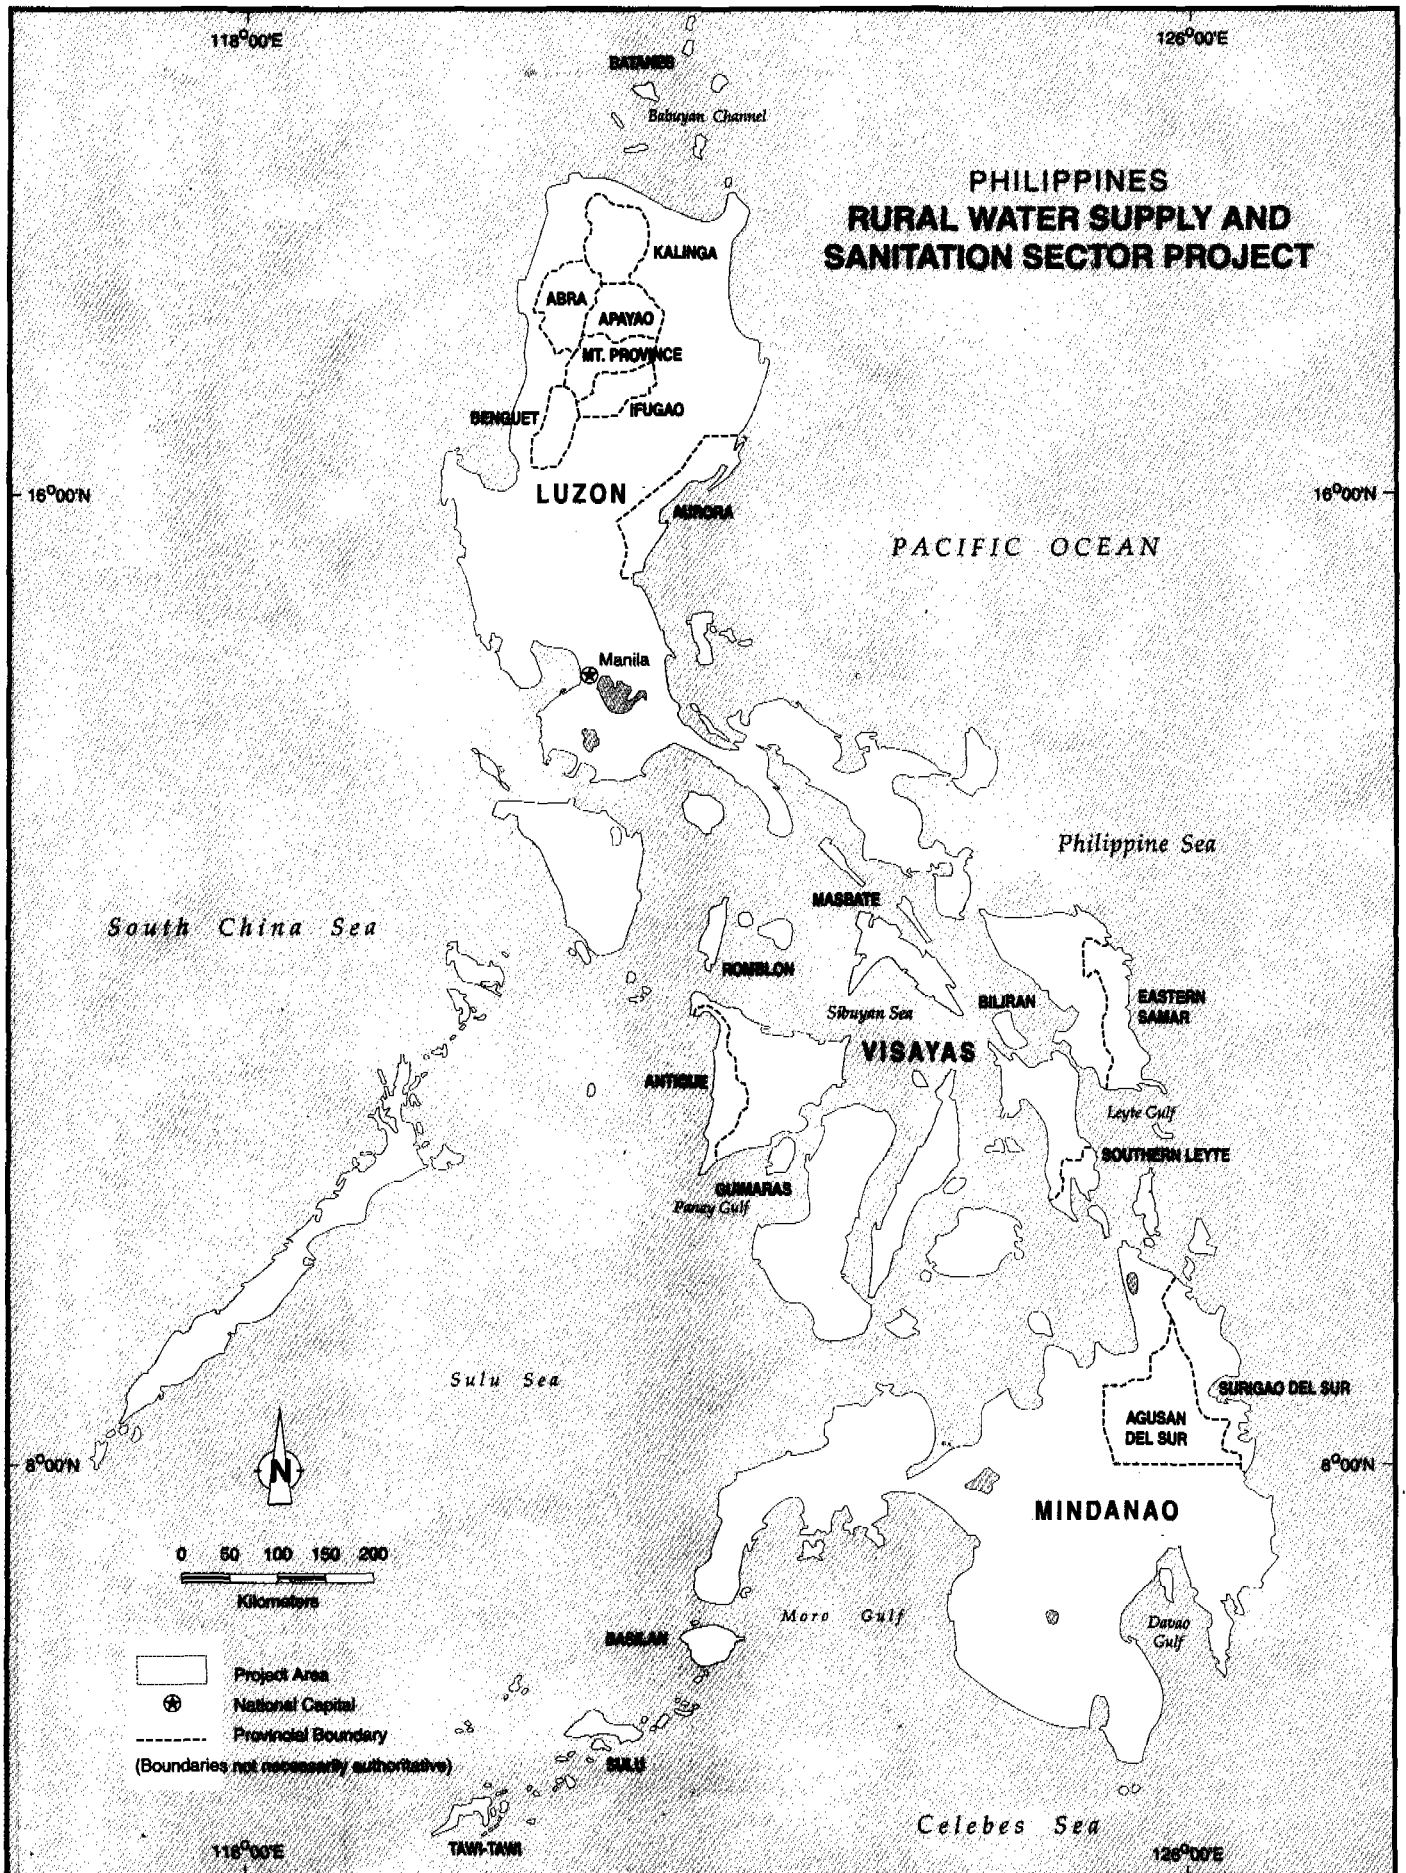 118°00'E
126°00'E
BATANES
Babuyan Channel
PHILIPPINES
RURAL WATER SUPPLY AND
SANITATION SECTOR PROJECT
KALINGA
ABRA
APAYAO
MT. PROVINCE
BENGUET
IFUGAO
16°00'N
LUZON
16°00'N
AURORA
PACIFIC OCEAN
Manila
Philippine Sea
MASBATE
South China Sea
ROMBLON
BILIRAN
EASTERN
SAMAR
Sibuyan Sea
VISAYAS
ANTIQUE
Leyte Gulf
SOUTHERN LEYTE
GUIMARAS
Panay Gulf
Sulu Sea
SURIGAO DEL SUR
AGUSAN
DEL SUR
8°00'N
N
8°00'N
MINDANAO
0 50 100 150 200
Kilometers
Moro Gulf
Davao
Gulf
BASILAN
Project Area
National Capital
Provincial Boundary
(Boundaries not necessarily authoritative)
SULU
Celebes Sea
TAWI-TAWI
118°00'E
126°00'E